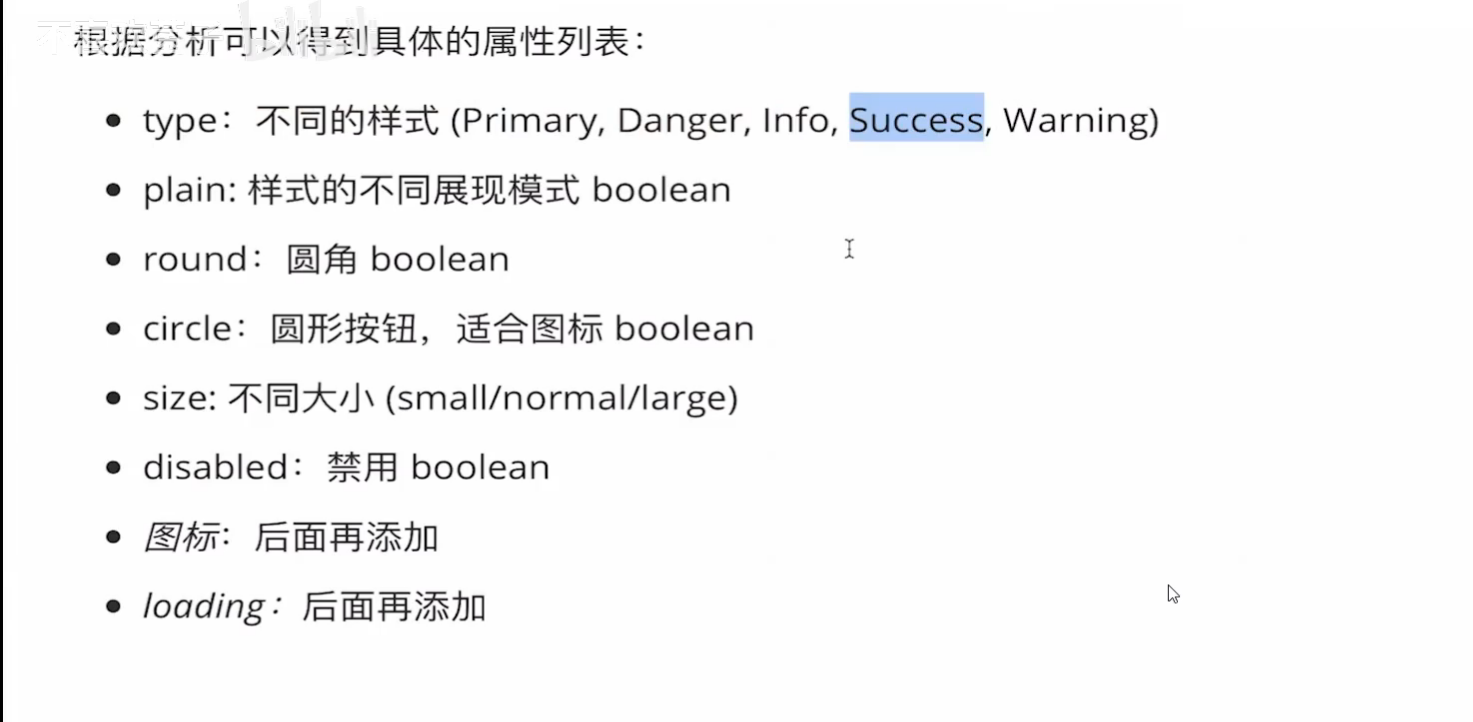 根据分析可以得到具体的属性列表：
type：不同的样式 (Primary, Danger, Info, Success, Warning)
plain: 样式的不同展现模式 boolean
round：圆角 boolean
circle：圆形按钮，适合图标 boolean
size: 不同大小 (small/normal/large)
disabled：禁用 boolean
图标：后面再添加
loading：后面再添加